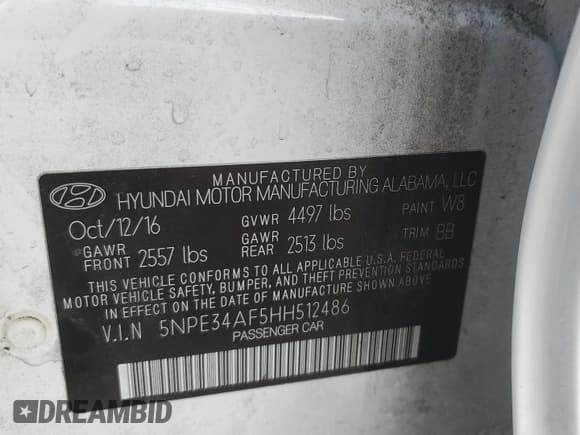 MANUFACTURED BY
HYUNDAI MOTOR MANUFACTURING ALABAMA, LLC
Oct/12/16 GVWR 4497 lbs PAINT W8
GAWR FRONT 2557 lbs GAWR REAR 2513 lbs TRIM BB
THIS VEHICLE CONFORMS TO ALL APPLICABLE U.S.A. FEDERAL
MOTOR VEHICLE SAFETY, BUMPER, AND THEFT PREVENTION STANDARDS
IN EFFECT ON THE DATE OF MANUFACTURE SHOWN ABOVE.
V.I.N 5NPE34AF5HH512486
PASSENGER CAR
DREAMBID